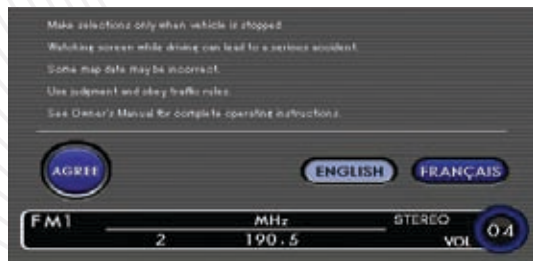 Make selections only when vehicle is stopped.
Watching screen while driving can lead to a serious accident.
Some map data may be incorrect.
Use judgment and obey traffic rules.
See Owner's Manual for complete operating instructions.
AGREE
ENGLISH FRANÇAIS
FM1 MHz STEREO
2 190.5 VOL 04